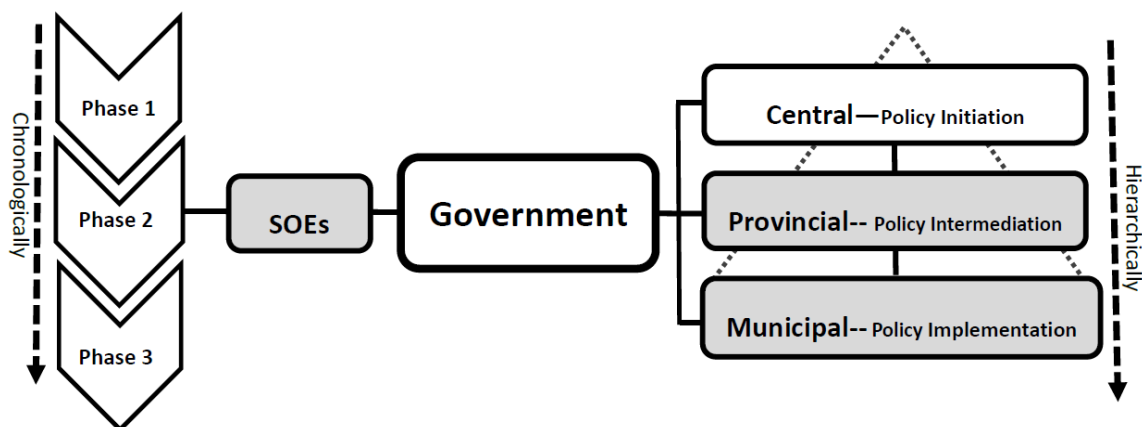 Chronologically
Phase 1
Phase 2
Phase 3
SOEs
Government
Central—Policy Initiation
Provincial-- Policy Intermediation
Municipal-- Policy Implementation
Hierarchically